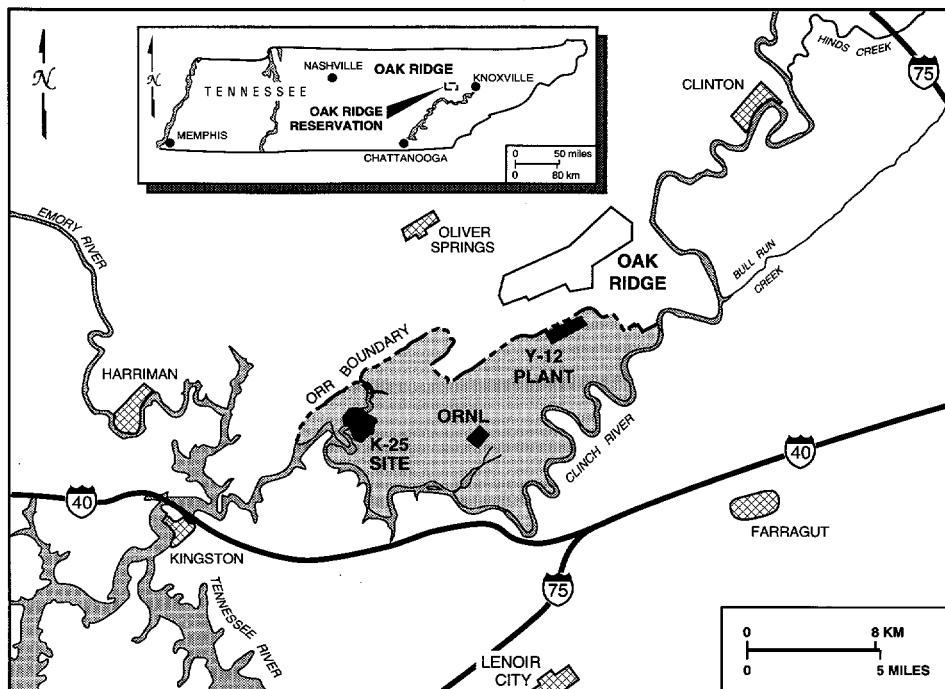 N
N
NASHVILLE
OAK RIDGE
KNOXVILLE
TENNESSEE
OAK RIDGE
RESERVATION
MEMPHIS
CHATTANOOGA
0 50 miles
0 80 km
HINDS CREEK
75
CLINTON
EMORY RIVER
OLIVER
SPRINGS
OAK
RIDGE
BULL RUN
CREEK
ORR BOUNDARY
Y-12
PLANT
HARRIMAN
ORNL
K-25
SITE
CLINCH RIVER
40
40
KINGSTON
FARRAGUT
TENNESSEE
RIVER
75
LENOIR
CITY
0 8 KM
0 5 MILES